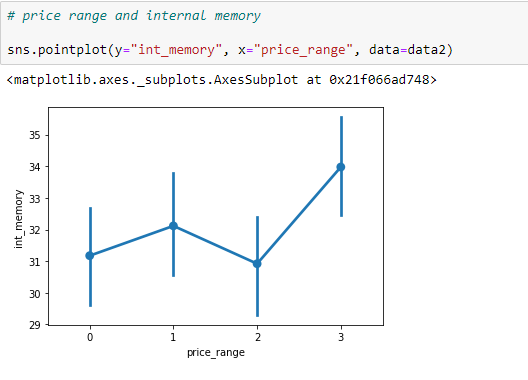 # price range and internal memory
sns.pointplot(y="int_memory", x="price_range", data=data2)
<matplotlib.axes._subplots.AxesSubplot at 0x21f066ad748>
35
34
33
32
31
30
29
int_memory
0 1 2 3
price_range